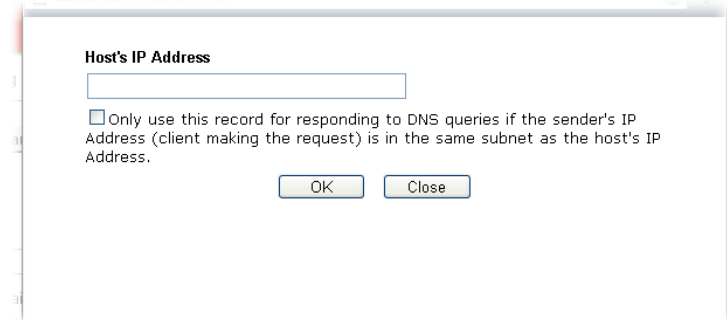 Host's IP Address
Only use this record for responding to DNS queries if the sender's IP
Address (client making the request) is in the same subnet as the host's IP
Address.
OK Close